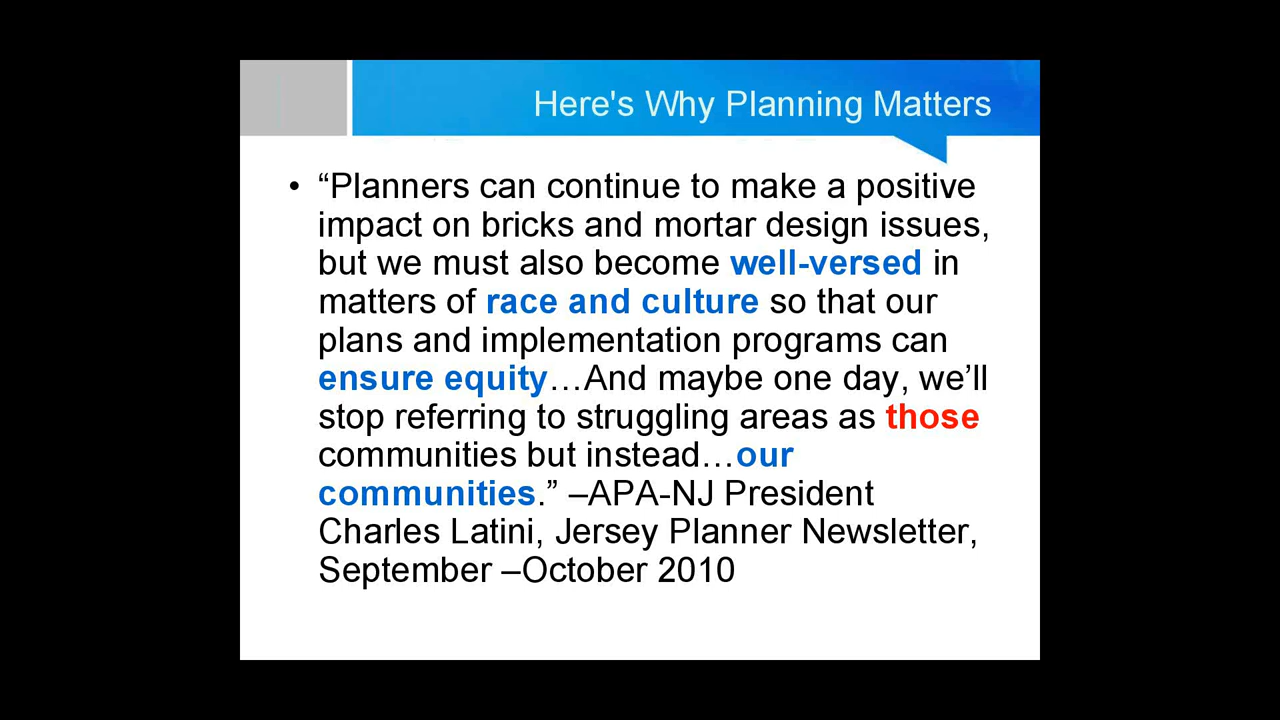 Here's Why Planning Matters
• “Planners can continue to make a positive
impact on bricks and mortar design issues,
but we must also become well-versed in
matters of race and culture so that our
plans and implementation programs can
ensure equity…And maybe one day, we’ll
stop referring to struggling areas as those
communities but instead…our
communities.” –APA-NJ President
Charles Latini, Jersey Planner Newsletter,
September –October 2010